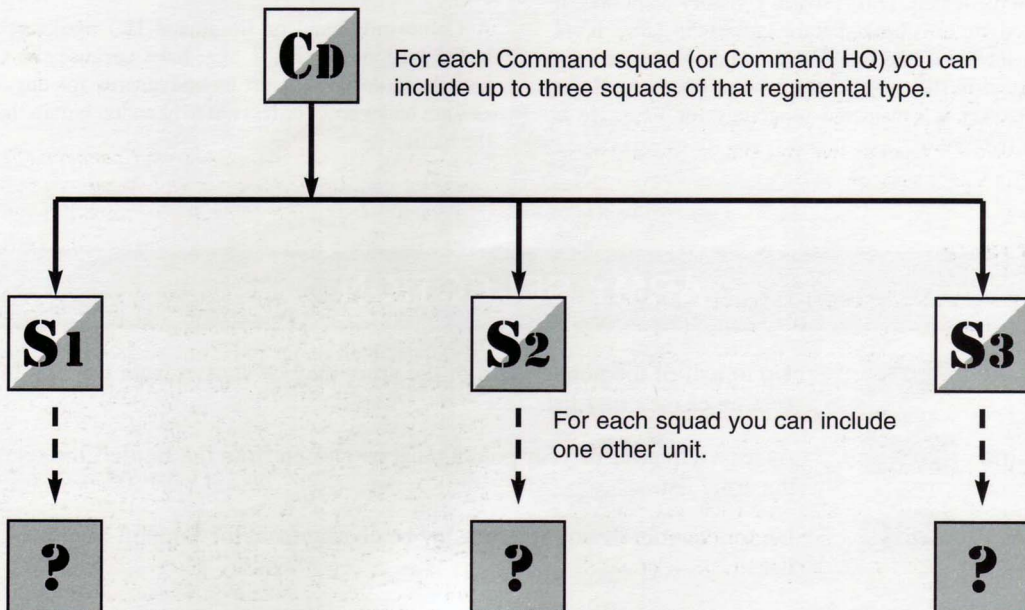 CD
For each Command squad (or Command HQ) you can
include up to three squads of that regimental type.
S1
S2
S3
For each squad you can include
one other unit.
?
?
?